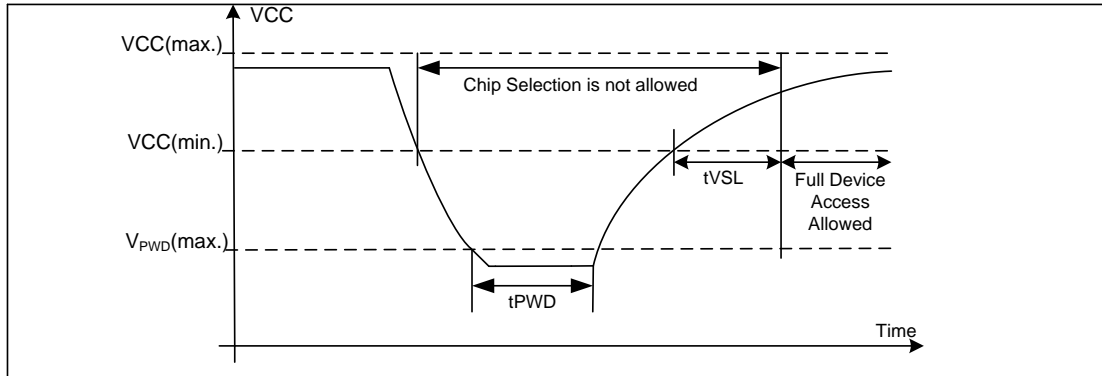 VCC
VCC(max.)
Chip Selection is not allowed
VCC(min.)
tVSL
Full Device
Access
Allowed
VPWD(max.)
tPWD
Time